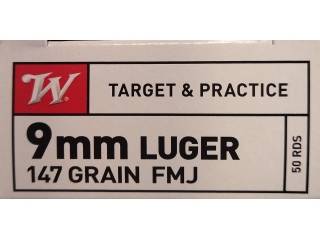 W
TARGET & PRACTICE
9mm LUGER
147 GRAIN FMJ
50 RDS